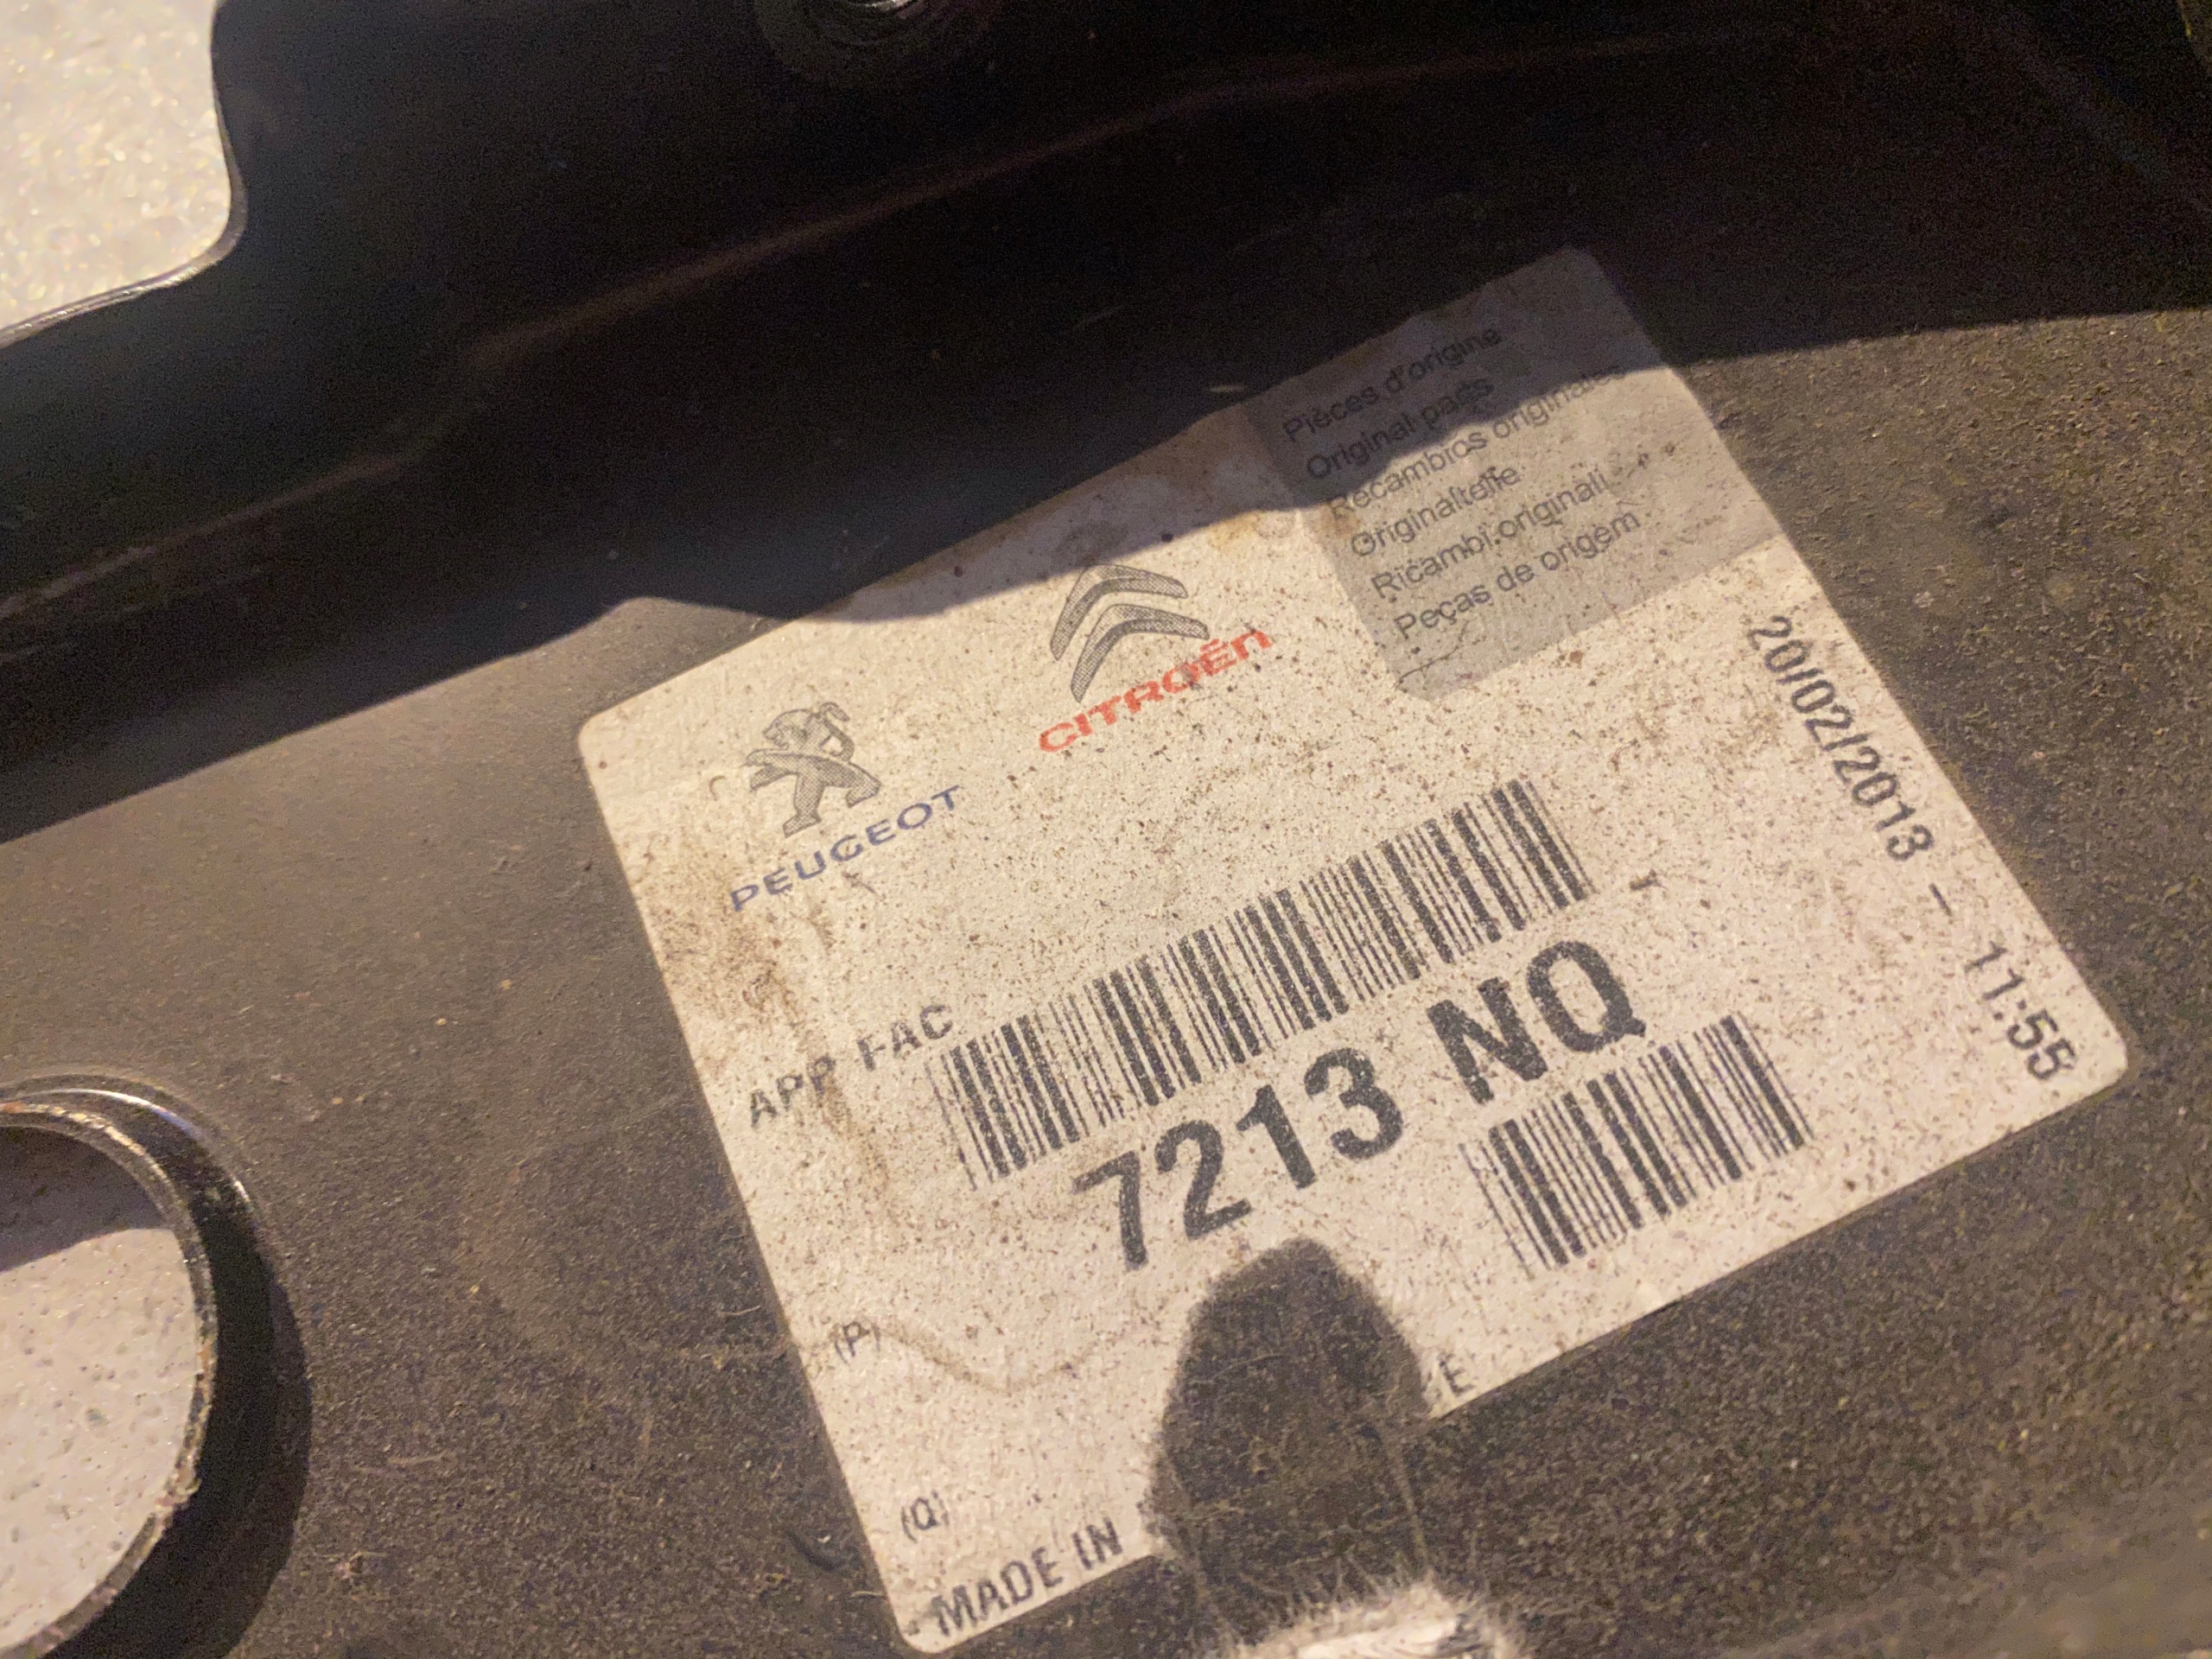 Pièces d'origine
Original parts
Recambios originales
Originalteile
Ricambi originali
Peças de origem
PEUGEOT
CITROËN
20/02/2013 - 11:55
APP FAC
7213 NQ
(P)
(Q)
MADE IN